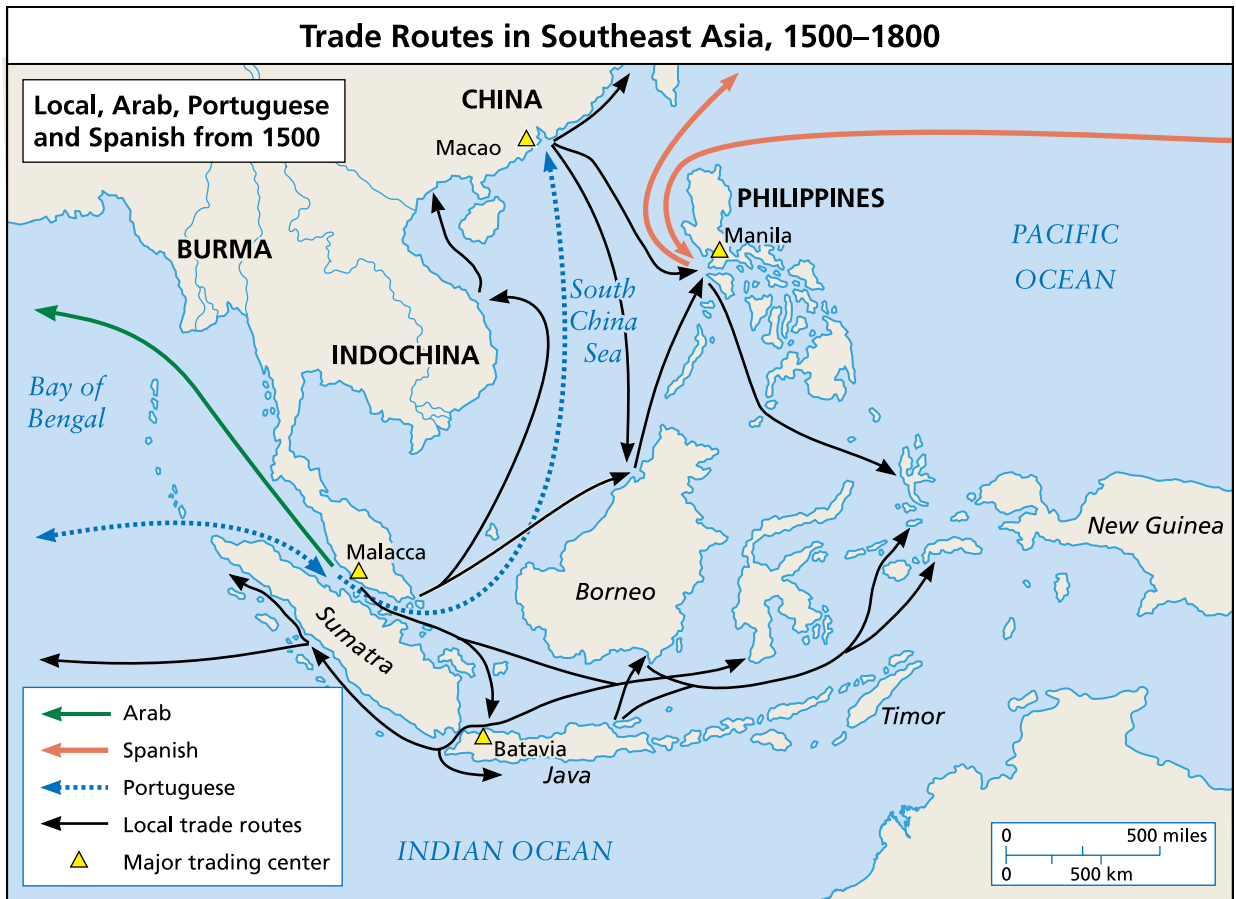 Trade Routes in Southeast Asia, 1500–1800
Local, Arab, Portuguese
and Spanish from 1500
CHINA
Macao
PHILIPPINES
Manila
BURMA
PACIFIC
OCEAN
South
China
Sea
INDOCHINA
Bay of
Bengal
New Guinea
Malacca
Borneo
Sumatra
Timor
Batavia
Java
INDIAN OCEAN
Arab
Spanish
Portuguese
Local trade routes
Major trading center
0 500 miles
0 500 km